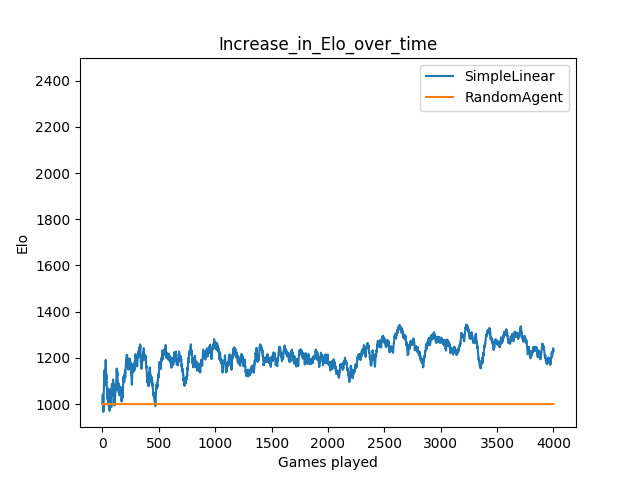 Increase_in_Elo_over_time
SimpleLinear
RandomAgent
2400
2200
2000
1800
1600
1400
1200
1000
Elo
0 500 1000 1500 2000 2500 3000 3500 4000
Games played